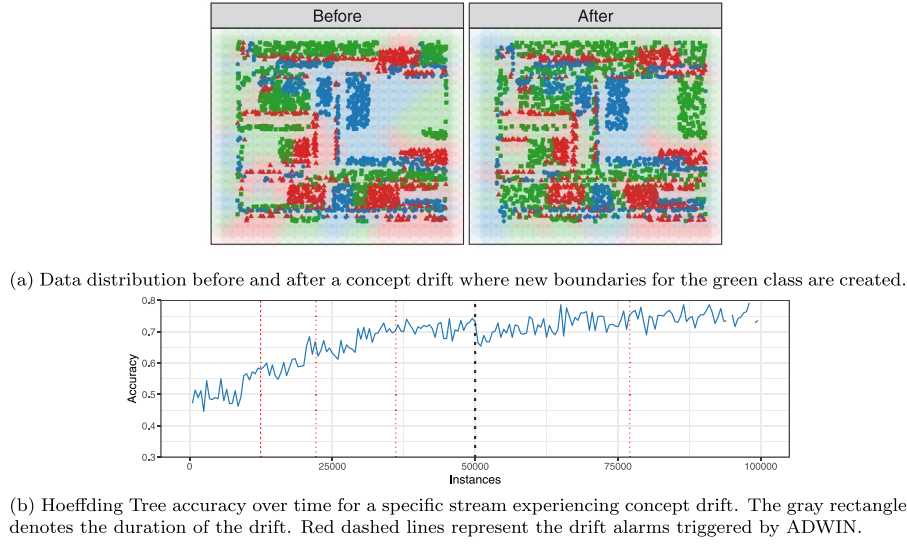 Before
After
(a) Data distribution before and after a concept drift where new boundaries for the green class are created.
0.8
0.7
0.6
0.5
0.4
0.3
Accuracy
0
25000
50000
75000
100000
Instances
(b) Hoeffding Tree accuracy over time for a specific stream experiencing concept drift. The gray rectangle
denotes the duration of the drift. Red dashed lines represent the drift alarms triggered by ADWIN.